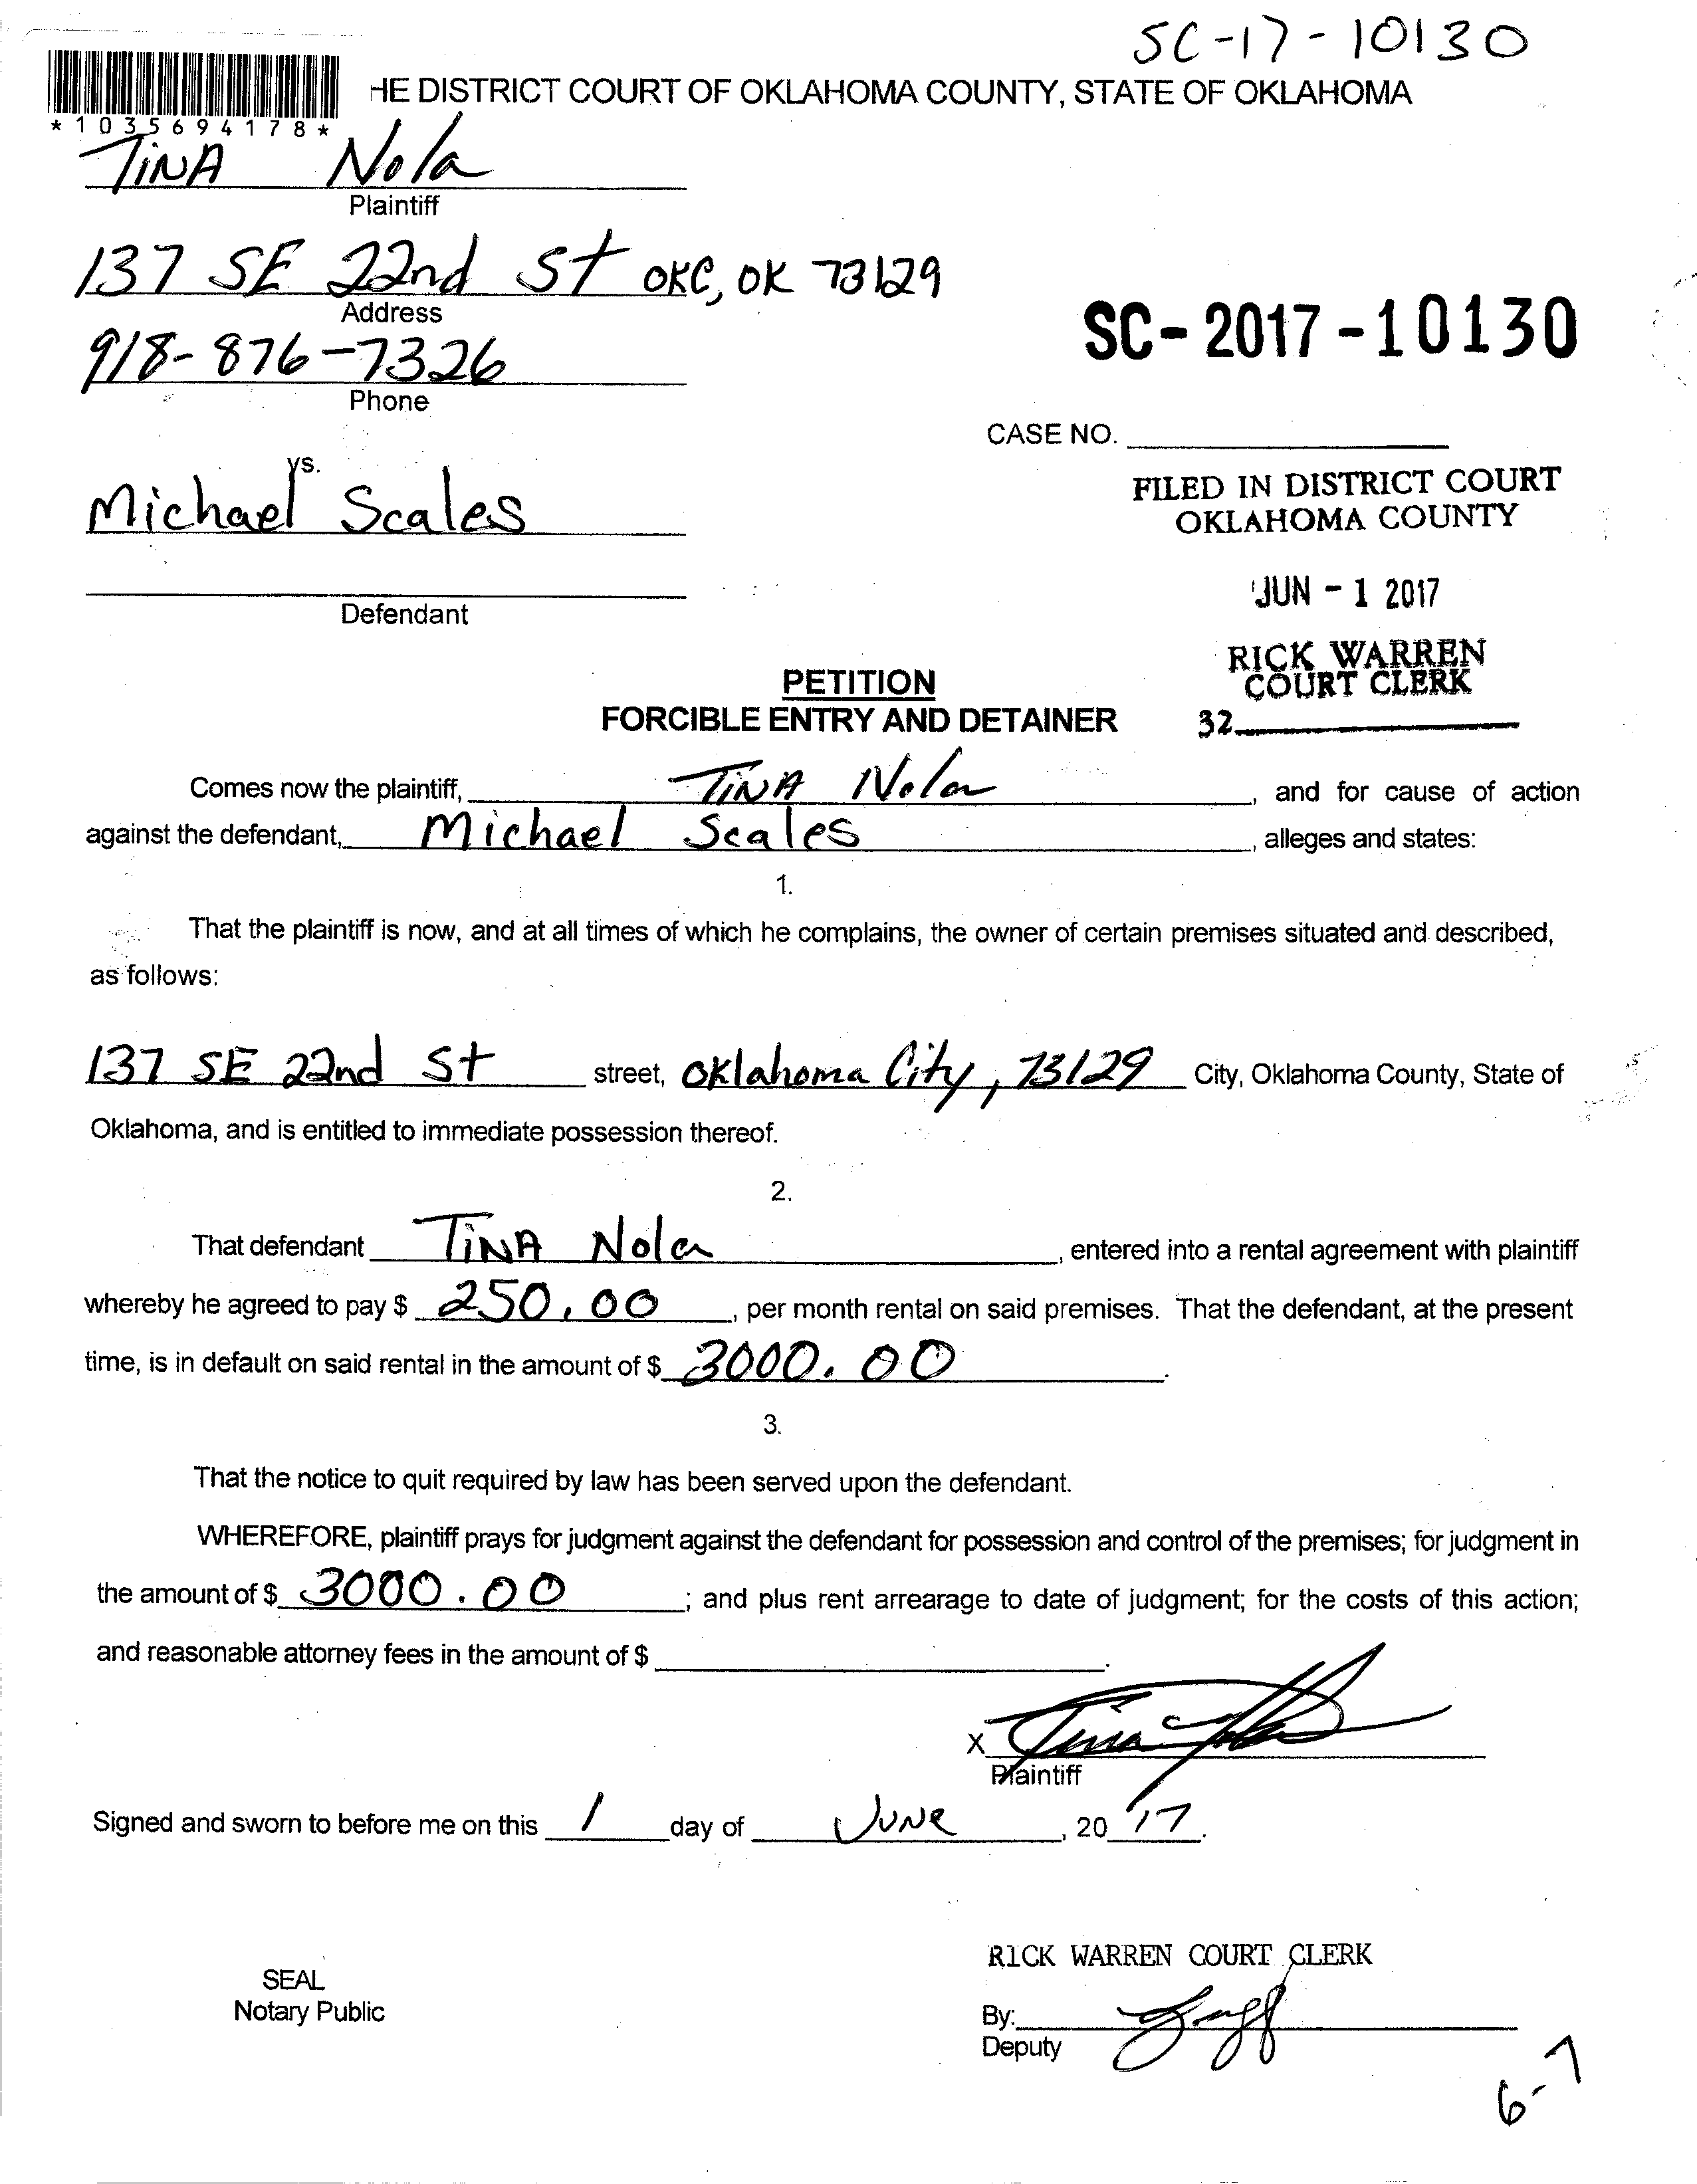 SC-17-10130
HE DISTRICT COURT OF OKLAHOMA COUNTY, STATE OF OKLAHOMA
*1035694178*
TINA Nola
Plaintiff
137 SE 22nd St OKC, OK 73129
Address
SC-2017-10130
918-876-7326
Phone
CASE NO.
vs.
FILED IN DISTRICT COURT
OKLAHOMA COUNTY
Michael Scales
JUN - 1 2017
Defendant
RICK WARREN
COURT CLERK
32
PETITION
FORCIBLE ENTRY AND DETAINER
Comes now the plaintiff, TINA Nola, and for cause of action
against the defendant, Michael Scales, alleges and states:
1.
That the plaintiff is now, and at all times of which he complains, the owner of certain premises situated and described,
as follows:
137 SE 22nd St street, Oklahoma City, 73129 City, Oklahoma County, State of
Oklahoma, and is entitled to immediate possession thereof.
2.
That defendant TINA Nola, entered into a rental agreement with plaintiff
whereby he agreed to pay $ 250.00, per month rental on said premises. That the defendant, at the present
time, is in default on said rental in the amount of $ 3000.00.
3.
That the notice to quit required by law has been served upon the defendant.
WHEREFORE, plaintiff prays for judgment against the defendant for possession and control of the premises; for judgment in
the amount of $ 3000.00; and plus rent arrearage to date of judgment; for the costs of this action;
and reasonable attorney fees in the amount of $ .
X Tina Nola
Plaintiff
Signed and sworn to before me on this 1 day of June, 20 17.
RICK WARREN COURT CLERK
SEAL
Notary Public
By:
Deputy
6-7